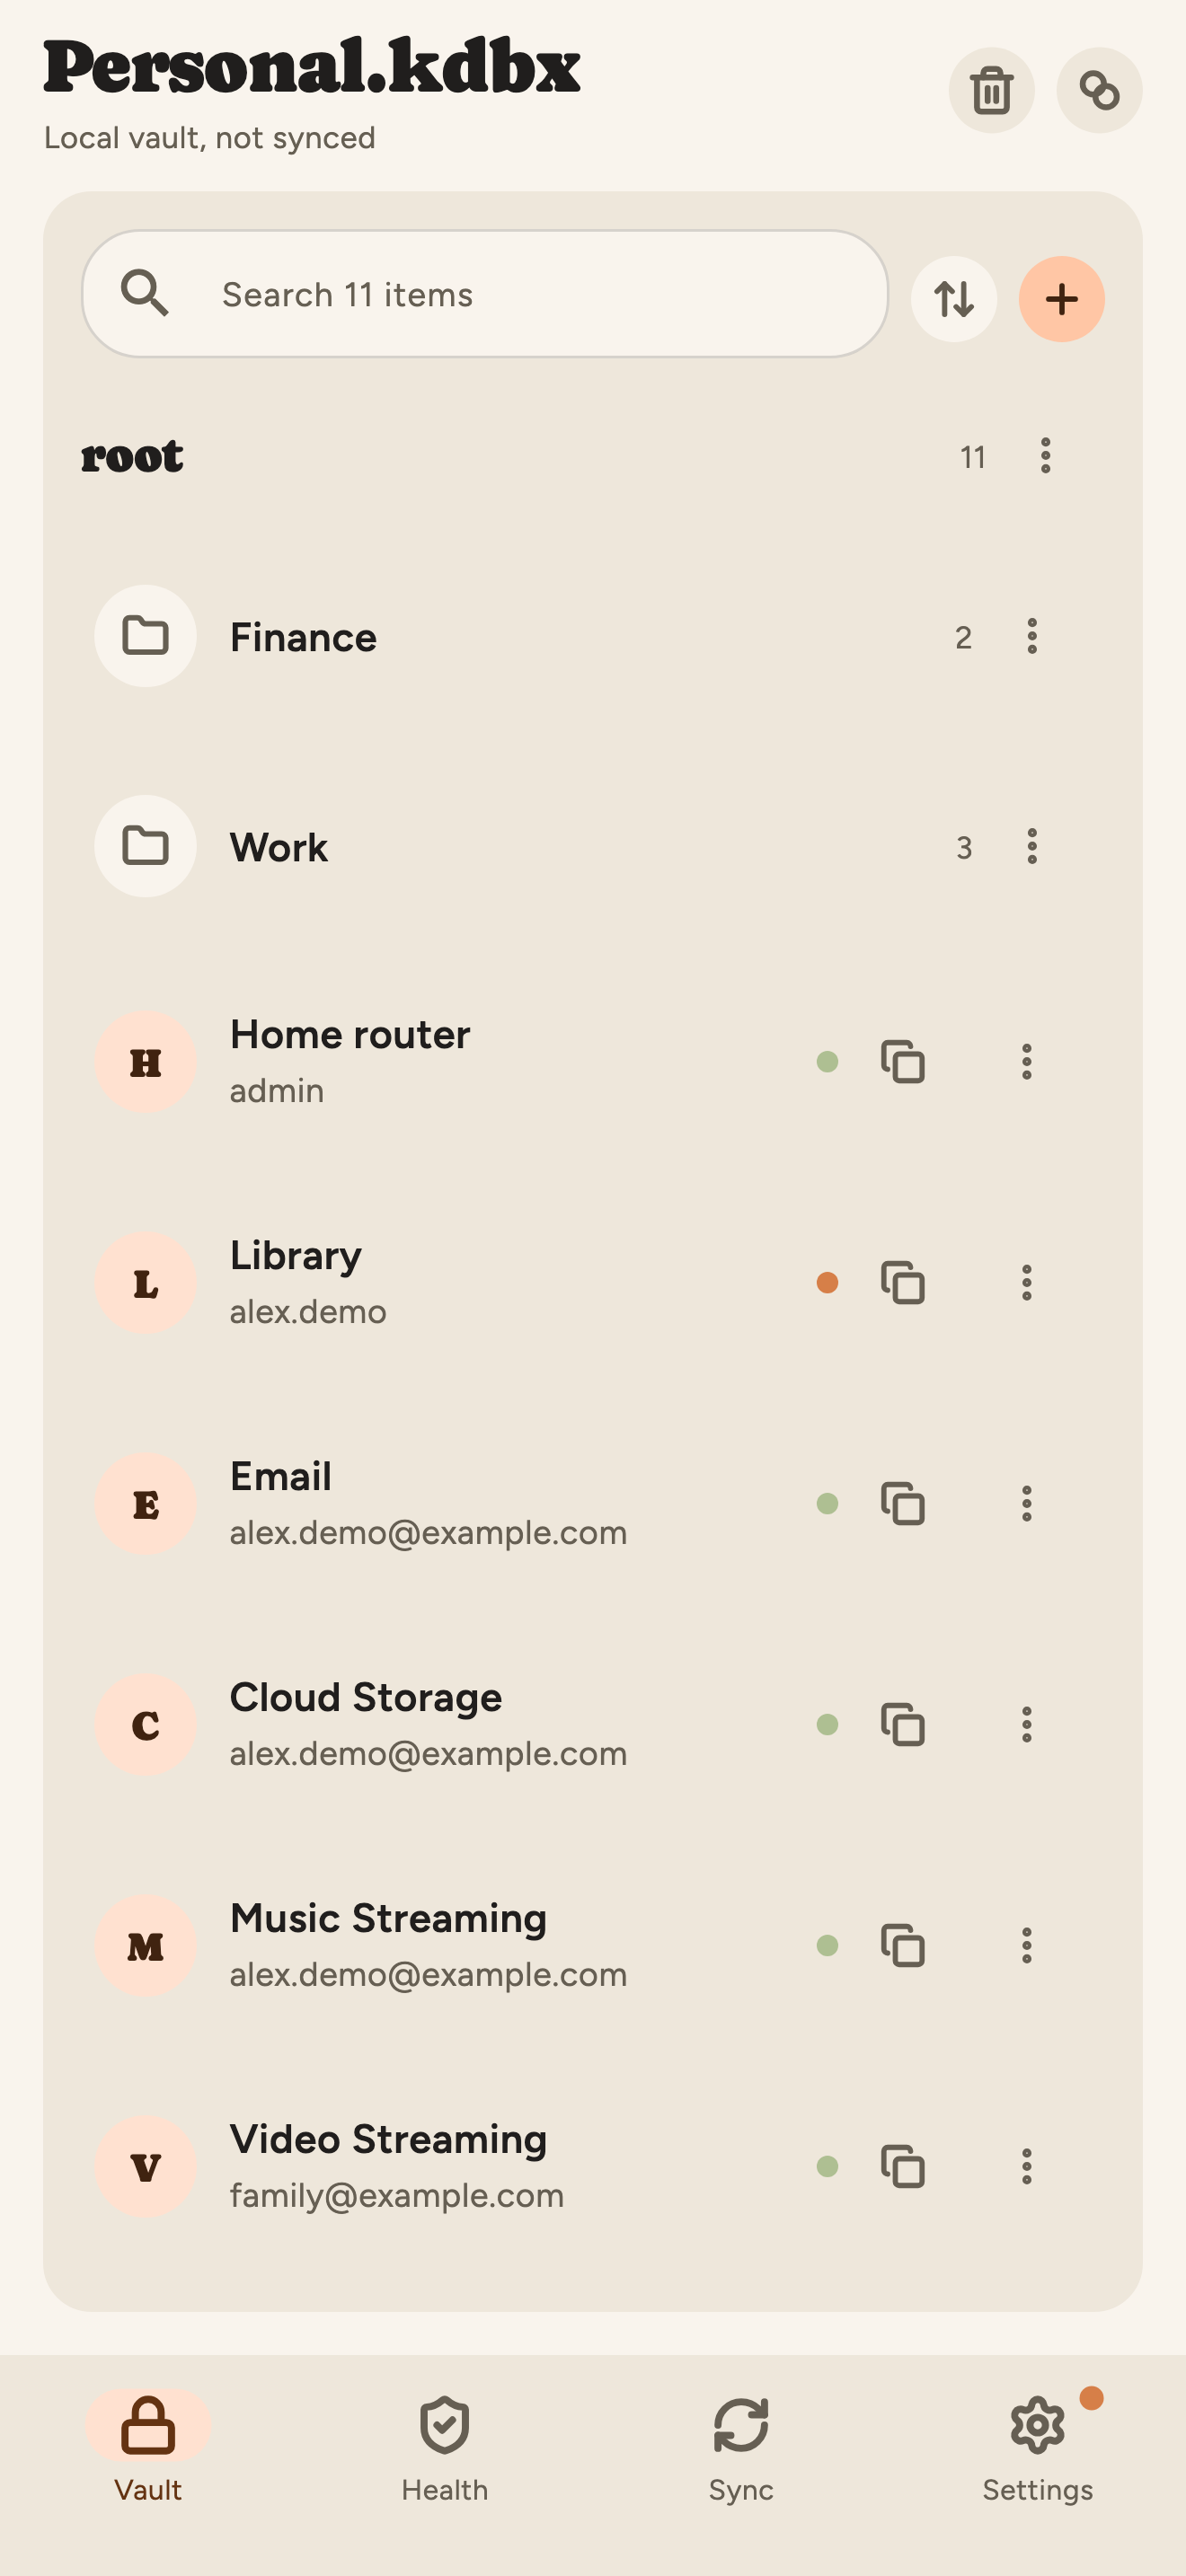 Personal.kdbx
Local vault, not synced
Search 11 items
root 11
Finance 2
Work 3
H Home router
admin
L Library
alex.demo
E Email
alex.demo@example.com
C Cloud Storage
alex.demo@example.com
M Music Streaming
alex.demo@example.com
V Video Streaming
family@example.com
Vault Health Sync Settings